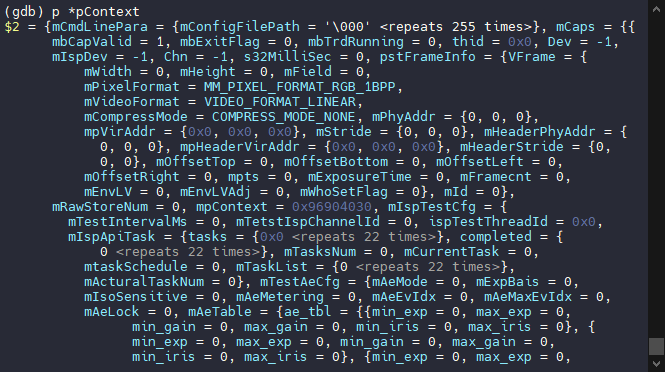 (gdb) p *pContext
$2 = {mCmdLinePara = {mConfigFilePath = '\000' <repeats 255 times>}, mCaps = {{
mbCapValid = 1, mbExitFlag = 0, mbTrdRunning = 0, thid = 0x0, Dev = -1,
mIspDev = -1, Chn = -1, s32MilliSec = 0, pstFrameInfo = {VFrame = {
mWidth = 0, mHeight = 0, mField = 0,
mPixelFormat = MM_PIXEL_FORMAT_RGB_1BPP,
mVideoFormat = VIDEO_FORMAT_LINEAR,
mCompressMode = COMPRESS_MODE_NONE, mPhyAddr = {0, 0, 0},
mpVirAddr = {0x0, 0x0, 0x0}, mStride = {0, 0, 0}, mHeaderPhyAddr = {
0, 0, 0}, mpHeaderVirAddr = {0x0, 0x0, 0x0}, mHeaderStride = {0,
0, 0}, mOffsetTop = 0, mOffsetBottom = 0, mOffsetLeft = 0,
mOffsetRight = 0, mpts = 0, mExposureTime = 0, mFramecnt = 0,
mEnvLV = 0, mEnvLVAdj = 0, mWhoSetFlag = 0}, mId = 0},
mRawStoreNum = 0, mpContext = 0x96904030, mIspTestCfg = {
mTestIntervalMs = 0, mTetstIspChannelId = 0, ispTestThreadId = 0x0,
mIspApiTask = {tasks = {0x0 <repeats 22 times>}, completed = {
0 <repeats 22 times>}, mTasksNum = 0, mCurrentTask = 0,
mtaskSchedule = 0, mTaskList = {0 <repeats 22 times>},
mActuralTaskNum = 0}, mTestAeCfg = {mAeMode = 0, mExpBais = 0,
mIsoSensitive = 0, mAeMetering = 0, mAeEvIdx = 0, mAeMaxEvIdx = 0,
mAeLock = 0, mAeTable = {ae_tbl = {{min_exp = 0, max_exp = 0,
min_gain = 0, max_gain = 0, min_iris = 0, max_iris = 0}, {
min_exp = 0, max_exp = 0, min_gain = 0, max_gain = 0,
min_iris = 0, max_iris = 0}, {min_exp = 0, max_exp = 0,